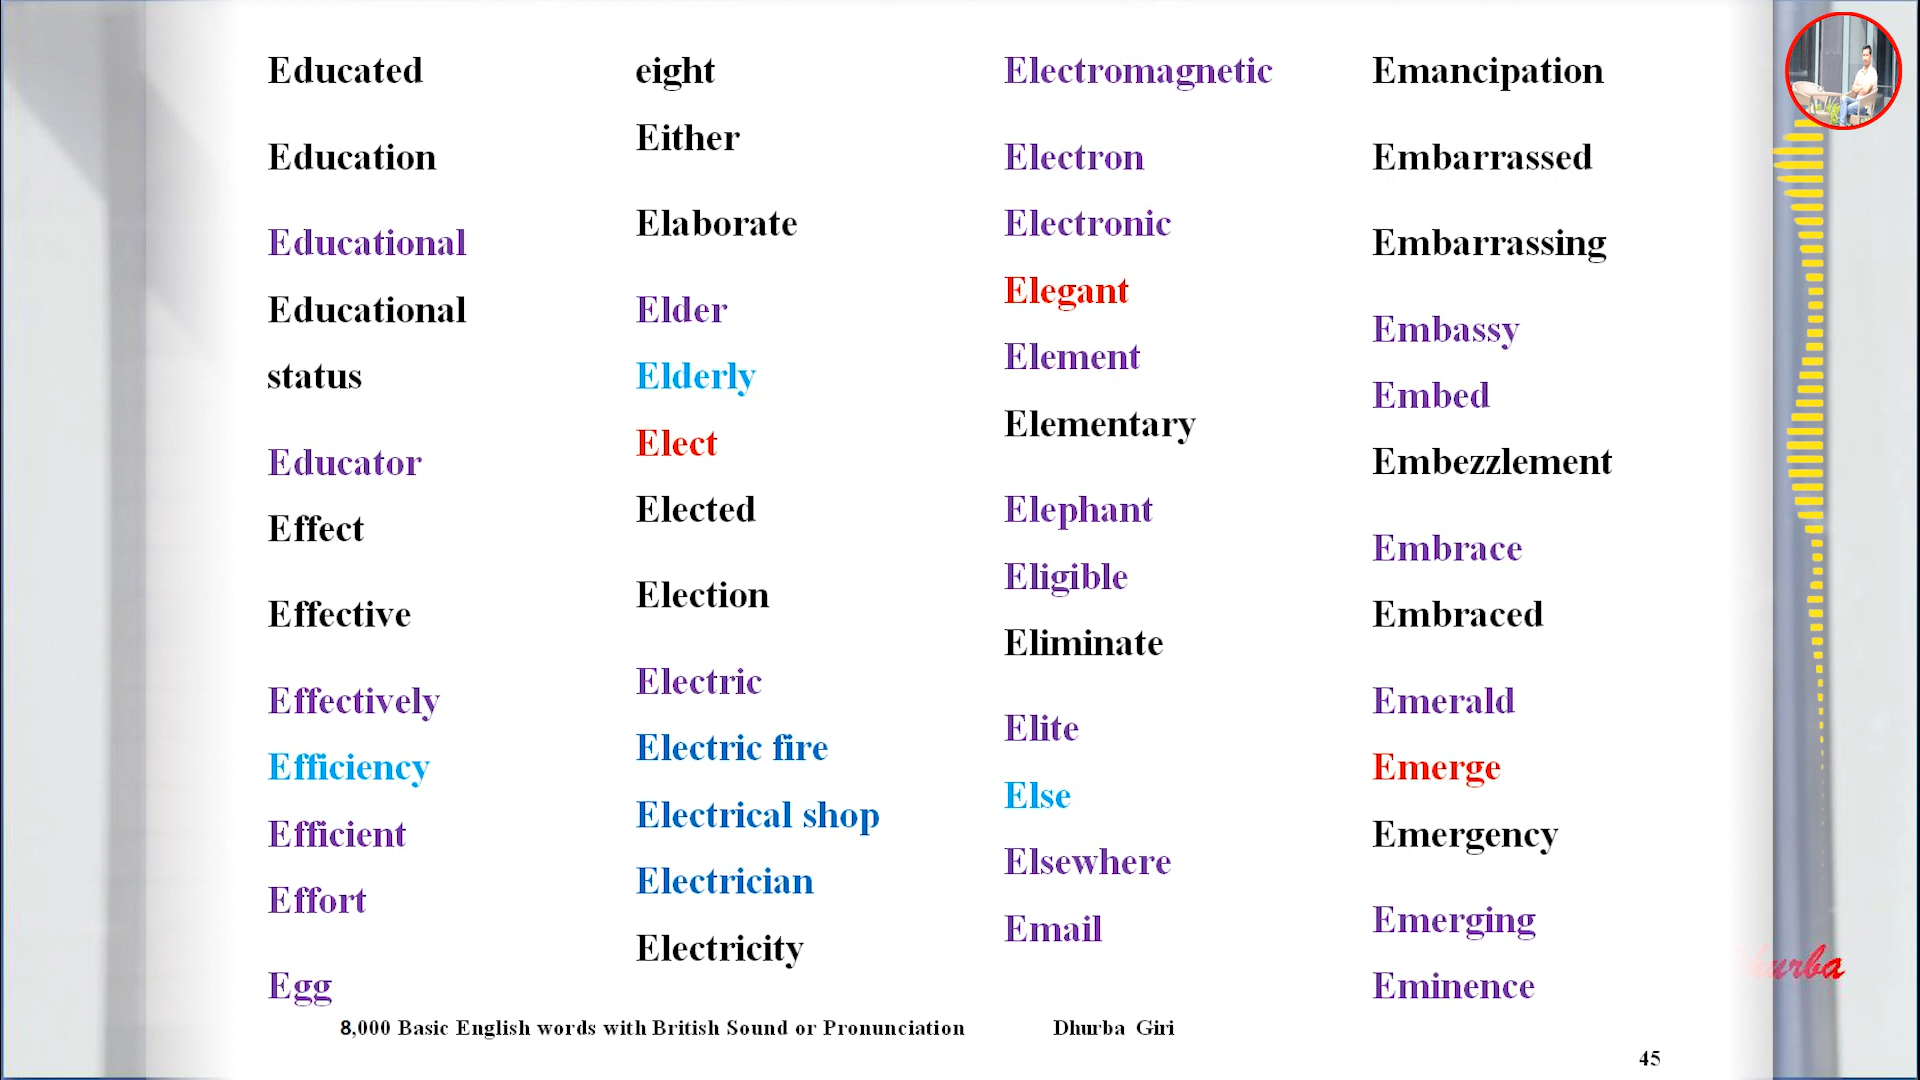 Educated
Education
Educational
Educational
status
Educator
Effect
Effective
Effectively
Efficiency
Efficient
Effort
Egg
eight
Either
Elaborate
Elder
Elderly
Elect
Elected
Election
Electric
Electric fire
Electrical shop
Electrician
Electricity
Electromagnetic
Electron
Electronic
Elegant
Element
Elementary
Elephant
Eligible
Eliminate
Elite
Else
Elsewhere
Email
Emancipation
Embarrassed
Embarrassing
Embassy
Embed
Embezzlement
Embrace
Embraced
Emerald
Emerge
Emergency
Emerging
Eminence
8,000 Basic English words with British Sound or Pronunciation Dhurba Giri
45